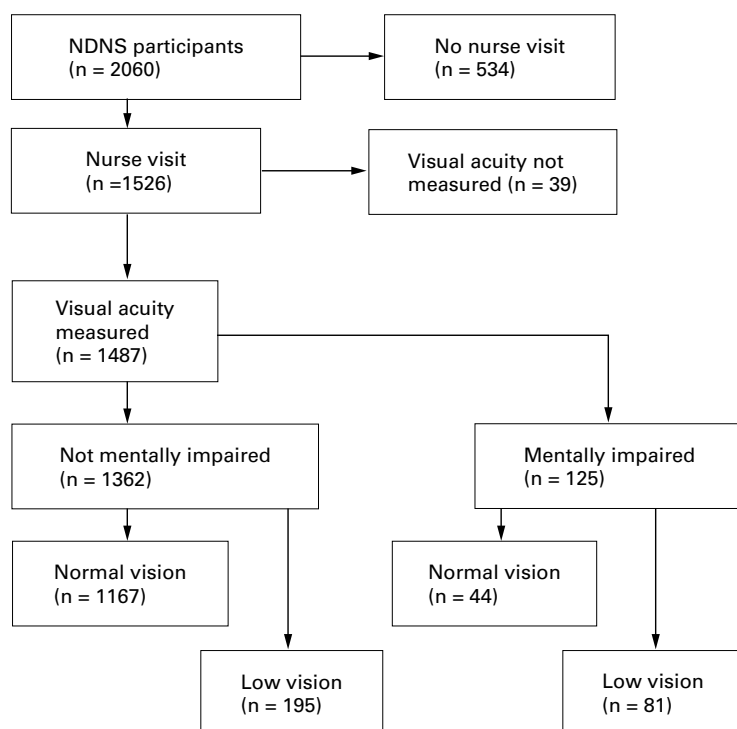 NDNS participants
(n = 2060)
No nurse visit
(n = 534)
Nurse visit
(n =1526)
Visual acuity not
measured (n = 39)
Visual acuity
measured
(n = 1487)
Not mentally impaired
(n = 1362)
Mentally impaired
(n = 125)
Normal vision
(n = 1167)
Normal vision
(n = 44)
Low vision
(n = 195)
Low vision
(n = 81)